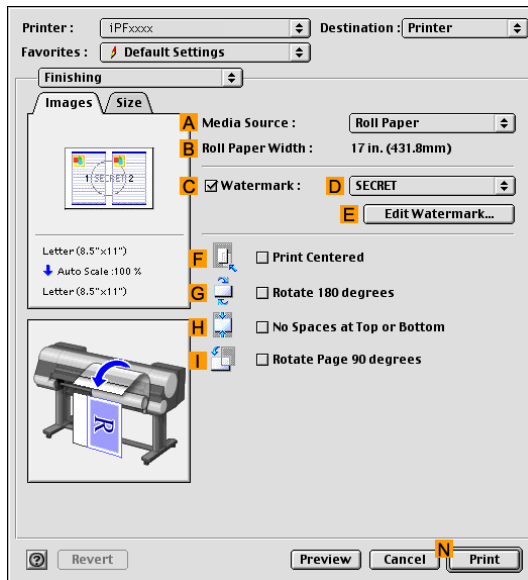 Printer : iPFxxxx Destination : Printer
Favorites : Default Settings
Finishing
Images Size
A Media Source : Roll Paper
B Roll Paper Width : 17 in. (431.8mm)
1 SECRET 2
C Watermark : D SECRET
E Edit Watermark...
Letter (8.5"x11")
Auto Scale :100 %
Letter (8.5"x11")
F Print Centered
G Rotate 180 degrees
H No Spaces at Top or Bottom
I Rotate Page 90 degrees
R
N
? Revert Preview Cancel Print